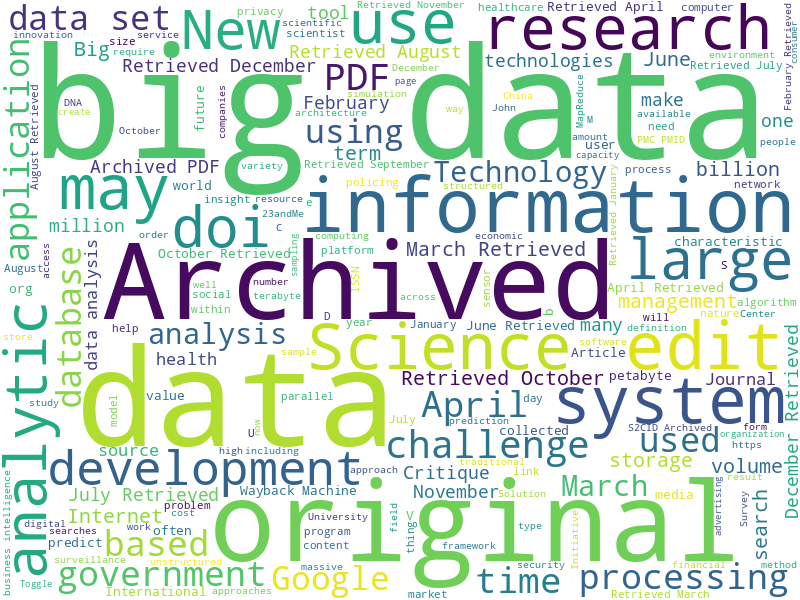 data set
innovation
privacy
service
size
require
scientific
scientist
tool
New
use
Retrieved November
healthcare
Retrieved April
computer
research
consumer
Big
Retrieved August
technologies
June
environment
Retrieved July
February Retrieved
application
big data
Retrieved December
PDF
December
page
simulation
architecture
February
way
China
John
MapReduce
M
make
available
need
one
people
DNA
create
October
companies
future
August Retrieved
using
amount
user
capacity
PMC PMID
term
variety
Retrieved September
Archived PDF
Technology
process
billion
network
may
world
insight
resource
e
policing
structured
23andMe
information
million
doi
order
C
economic
Retrieved January
characteristic
October Retrieved
sampling
computing
platform
ISSN
large
S
August
access
org
database
data analysis
well
social
within
number
terabyte
Archived
across
sensor
b
March Retrieved
April Retrieved
management
algorithm
will
nature
Center
definition
analytic
store
help
analysis
D
year
January
June Retrieved
many
software
Article
Science
edit
December Retrieved
health
sample
study
value
model
data
parallel
now
Retrieved October
day
petabyte
Journal
system
April
July
prediction
collected
S2CID Archived
form
organization
https
source
U
high
including
challenge
used
storage
volume
result
development
approach
Critique
traditional
link
November
Solution
media
advertising
Survey
search
March
July Retrieved
Wayback Machine
problem
cost
business intelligence
digital
searches
Internet
predict
work
often
based
University
program
content
original
field
V
thing
type
Initiative
framework
security
surveillance
unstructured
Toggle
government
International
approaches
massive
Google
market
time
financial
processing
method
Retrieved March